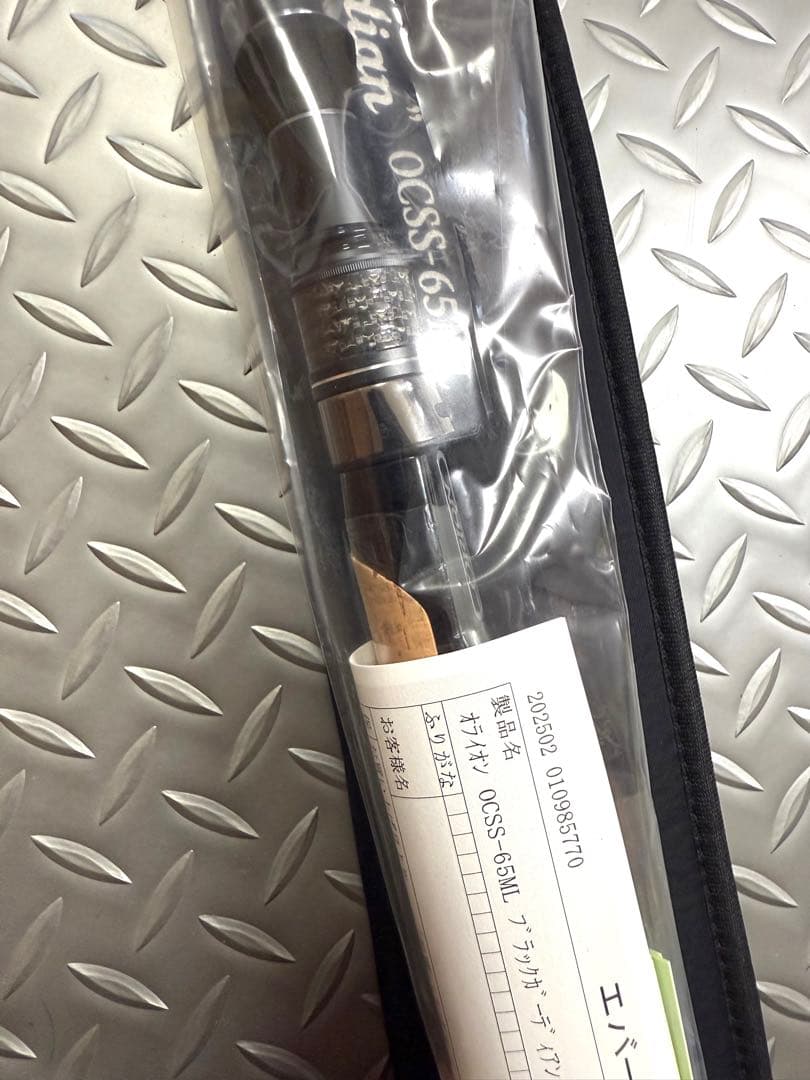 dian” OCSS-65
202502 010985770
エバー
製品名
ｵﾗｲｵﾝ OCSS-65ML ﾌﾞﾗｯｸｶﾞｰﾃﾞｨｱﾝ
ふりがな
お客様名